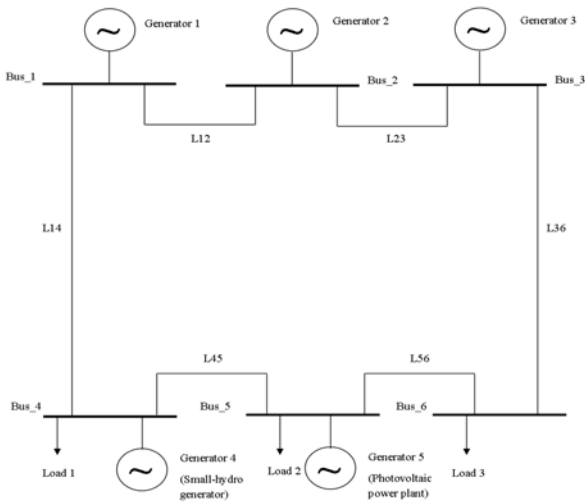 Generator 1
Generator 2
Generator 3
~
~
~
Bus_1
Bus_2
Bus_3
L12
L23
L14
L36
L45
L56
Bus_4
Bus_5
Bus_6
Load 1
~
Generator 4
(Small-hydro
generator)
Load 2
~
Generator 5
(Photovoltaic
power plant)
Load 3